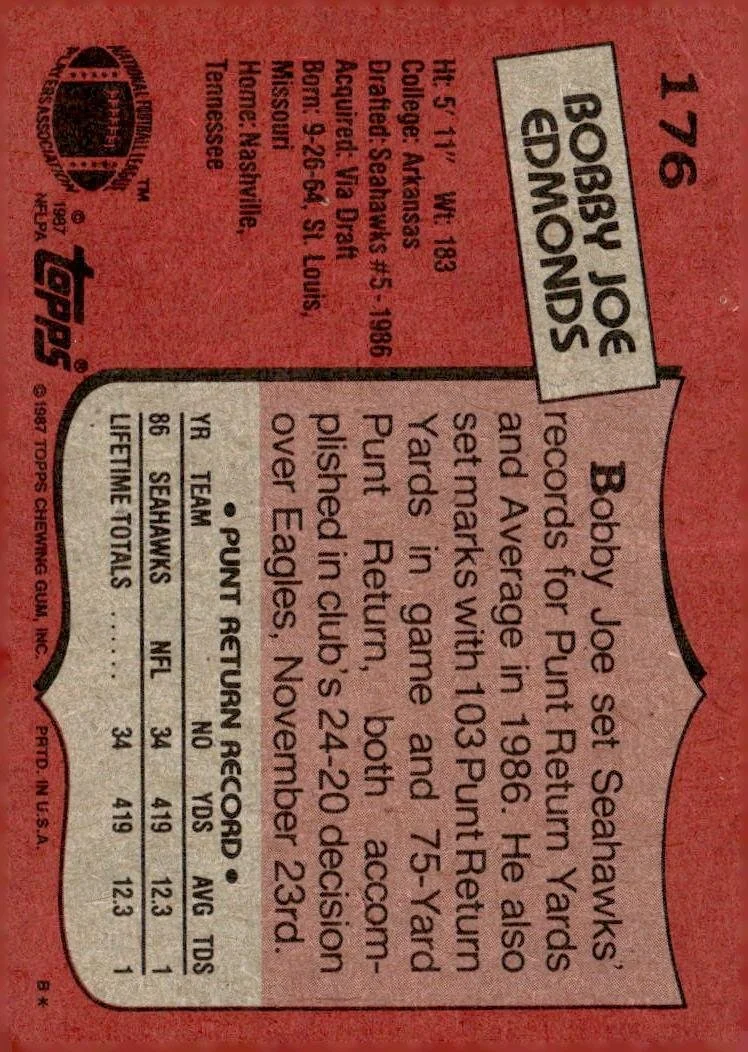 176
BOBBY JOE
EDMONDS
Ht: 5' 11" Wt: 183
College: Arkansas
Drafted: Seahawks #5 - 1986
Acquired: Via Draft
Born: 9-26-64, St. Louis,
Missouri
Home: Nashville,
Tennessee
NATIONAL FOOTBALL LEAGUE
PLAYERS ASSOCIATION
TM
© 1987
NFLPA
topps®
Bobby Joe set Seahawks'
records for Punt Return Yards
and Average in 1986. He also
set marks with 103 Punt Return
Yards in game and 75-Yard
Punt Return, both accom-
plished in club's 24-20 decision
over Eagles, November 23rd.
• PUNT RETURN RECORD •
YR TEAM NO YDS AVG TDS
86 SEAHAWKS NFL 34 419 12.3 1
LIFETIME TOTALS ....... 34 419 12.3 1
© 1987 TOPPS CHEWING GUM, INC. PRTD. IN U.S.A. B*